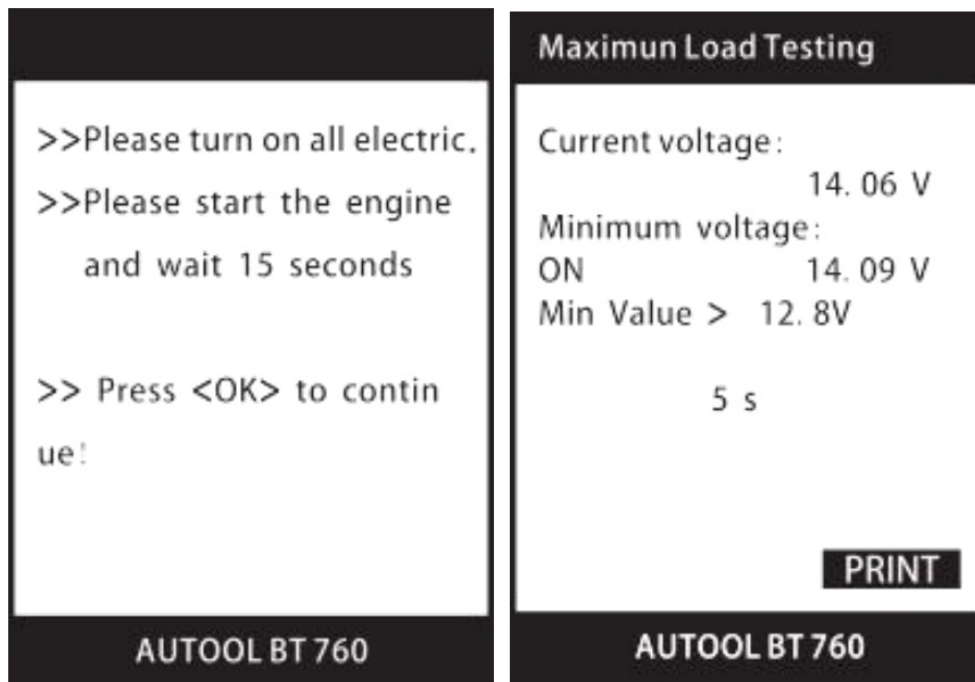 >>Please turn on all electric.
>>Please start the engine
and wait 15 seconds
>> Press <OK> to contin
ue!
AUTOOL BT 760
Maximun Load Testing
Current voltage:
14. 06 V
Minimum voltage:
ON 14. 09 V
Min Value > 12. 8V
5 s
PRINT
AUTOOL BT 760